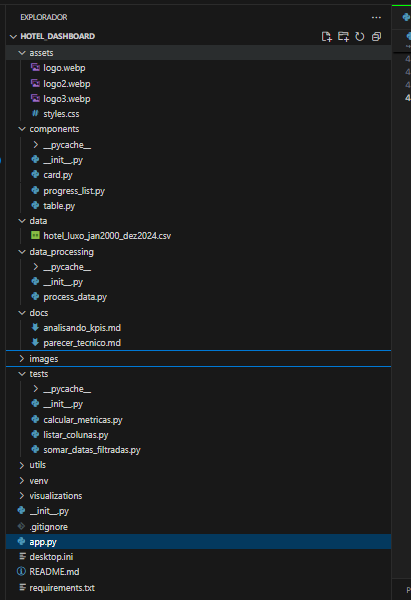 EXPLORADOR
HOTEL_DASHBOARD
assets
logo.webp
logo2.webp
logo3.webp
styles.css
components
__pycache__
__init__.py
card.py
progress_list.py
table.py
data
hotel_luxo_jan2000_dez2024.csv
data_processing
__pycache__
__init__.py
process_data.py
docs
analisando_kpis.md
parecer_tecnico.md
images
tests
__pycache__
__init__.py
calcular_metricas.py
listar_colunas.py
somar_datas_filtradas.py
utils
venv
visualizations
__init__.py
.gitignore
app.py
desktop.ini
README.md
requirements.txt